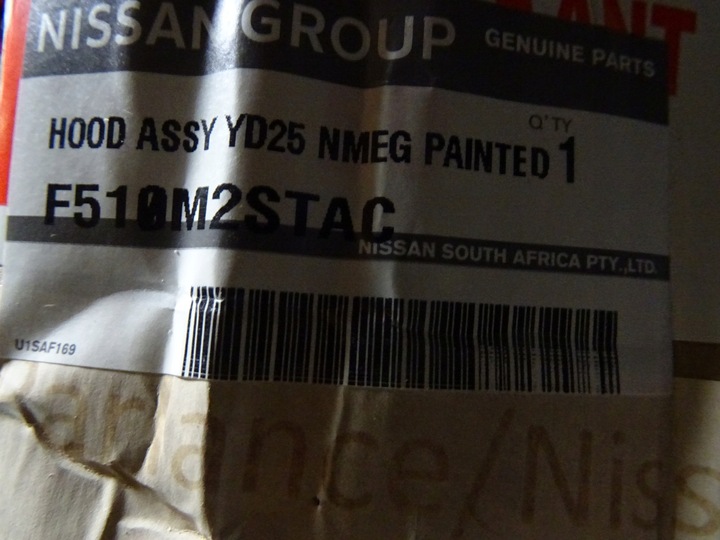 NISSAN GROUP GENUINE PARTS
HOOD ASSY YD25 NMEG PAINTED
Q'TY
1
F510M2STAC
NISSAN SOUTH AFRICA PTY.,LTD.
U1SAF169